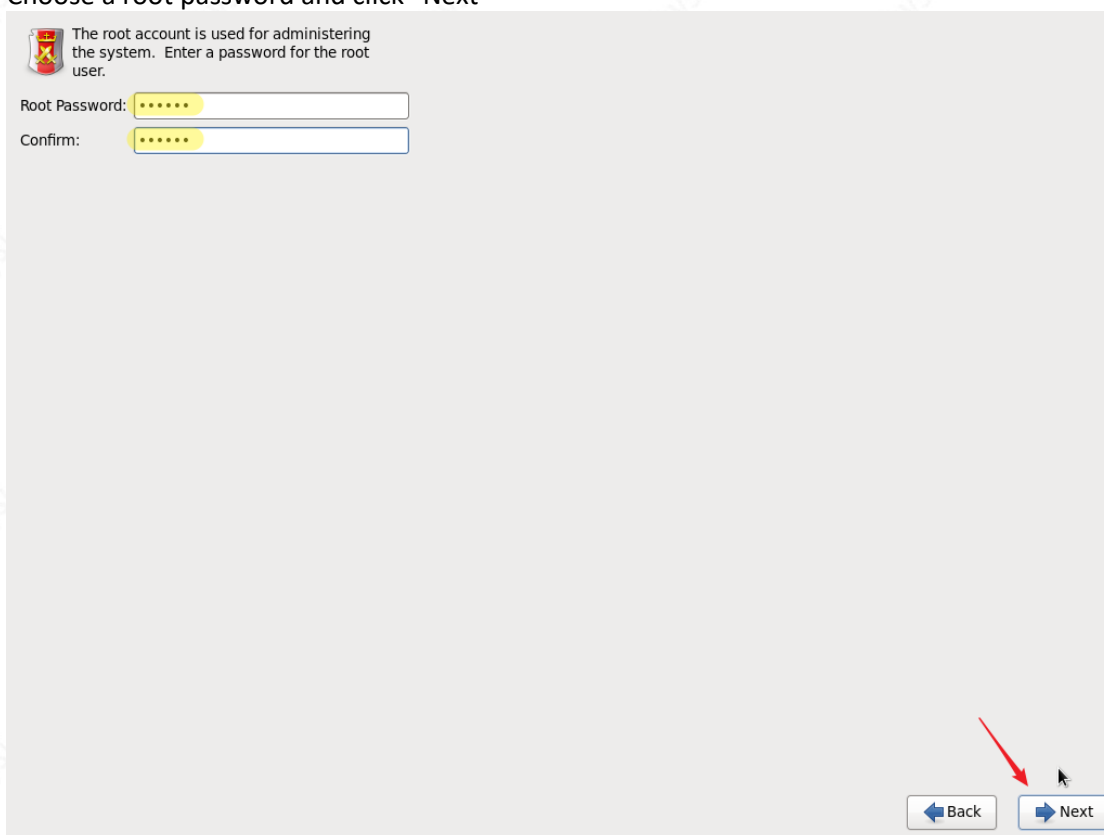 Choose a root password and click "Next"
The root account is used for administering
the system.  Enter a password for the root
user.
Root Password: ••••••
Confirm: ••••••
Back
Next